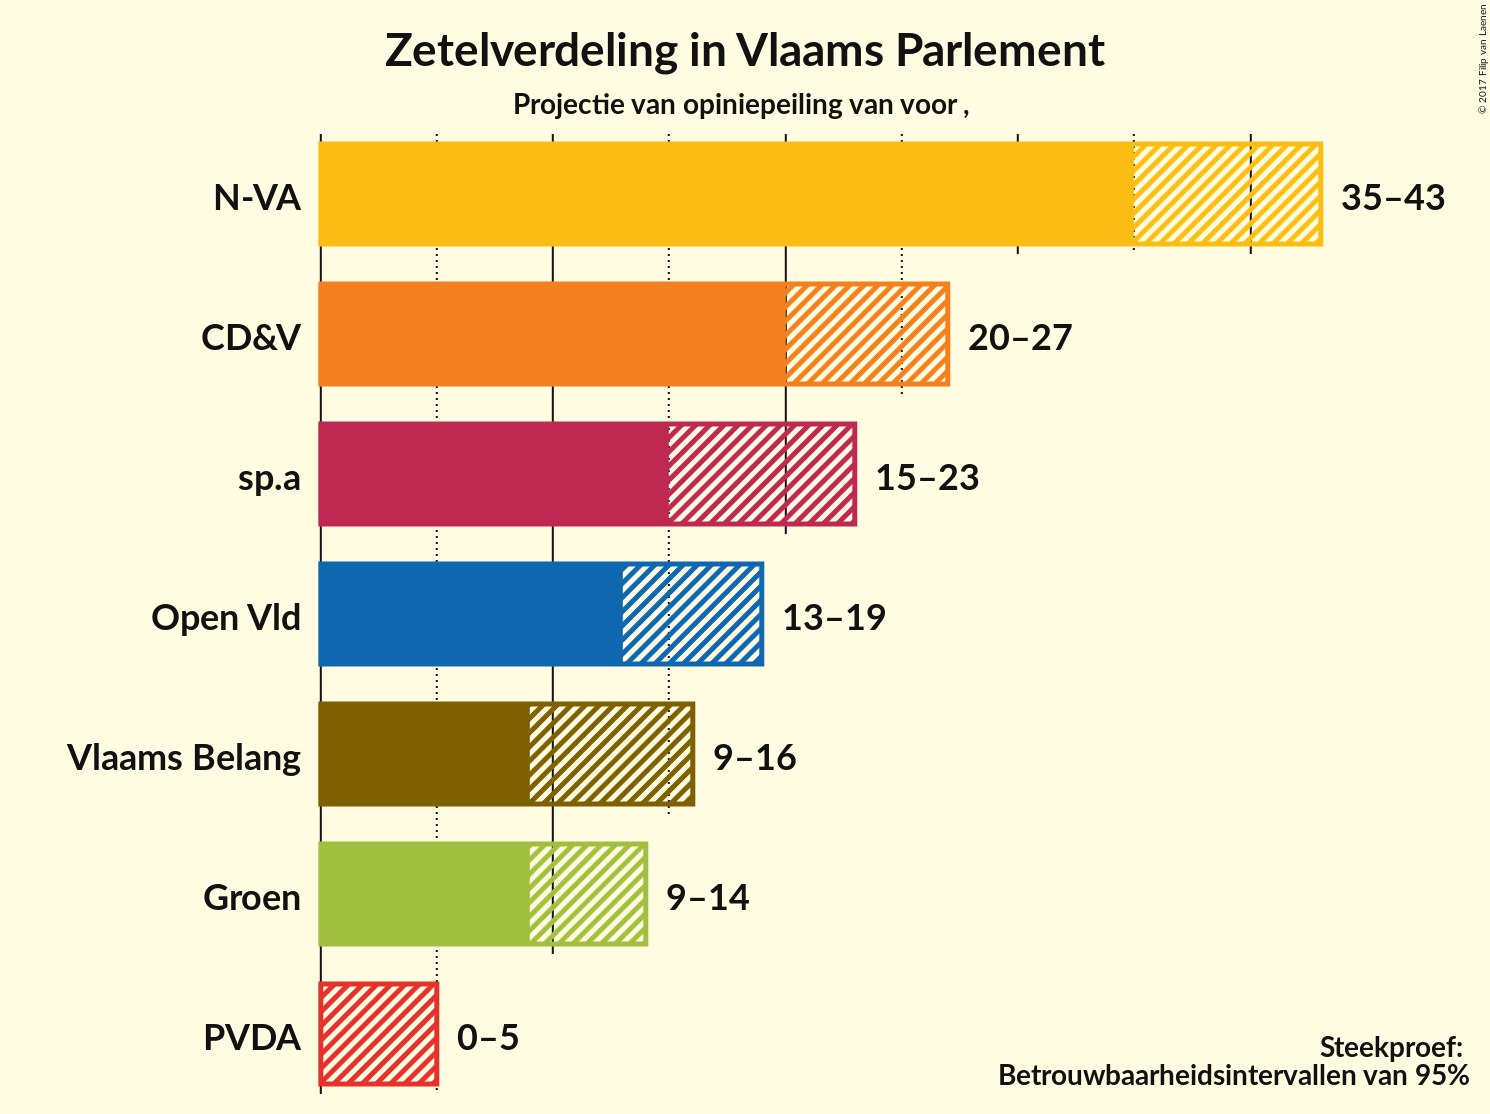 Zetelverdeling in Vlaams Parlement
Projectie van opiniepeiling van voor ,
© 2017 Filip van Laenen
N-VA
35–43
CD&V
20–27
sp.a
15–23
Open Vld
13–19
Vlaams Belang
9–16
Groen
9–14
PVDA
0–5
Steekproef:
Betrouwbaarheidsintervallen van 95%